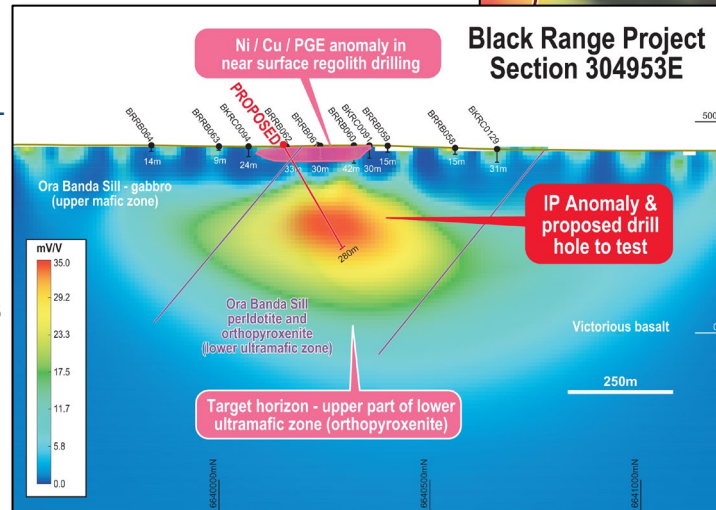 Ni / Cu / PGE anomaly in
near surface regolith drilling
Black Range Project
Section 304953E
PROPOSED
BRRB064
BRRB063
BKRC0094
BRRB062
BRRB060
BKRC0091
BRRB059
BRRB058
BKRC0129
500
14m
9m
24m
33m
30m
42m
30m
15m
15m
31m
Ora Banda Sill - gabbro
(upper mafic zone)
IP Anomaly &
proposed drill
hole to test
280m
mV/V
35.0
29.2
23.3
17.5
11.7
5.8
0.0
Ora Banda Sill
perldotite and
orthopyroxenite
(lower ultramafic zone)
Victorious basalt
0
250m
Target horizon - upper part of lower
ultramafic zone (orthopyroxenite)
6640000mN
6640500mN
6641000mN